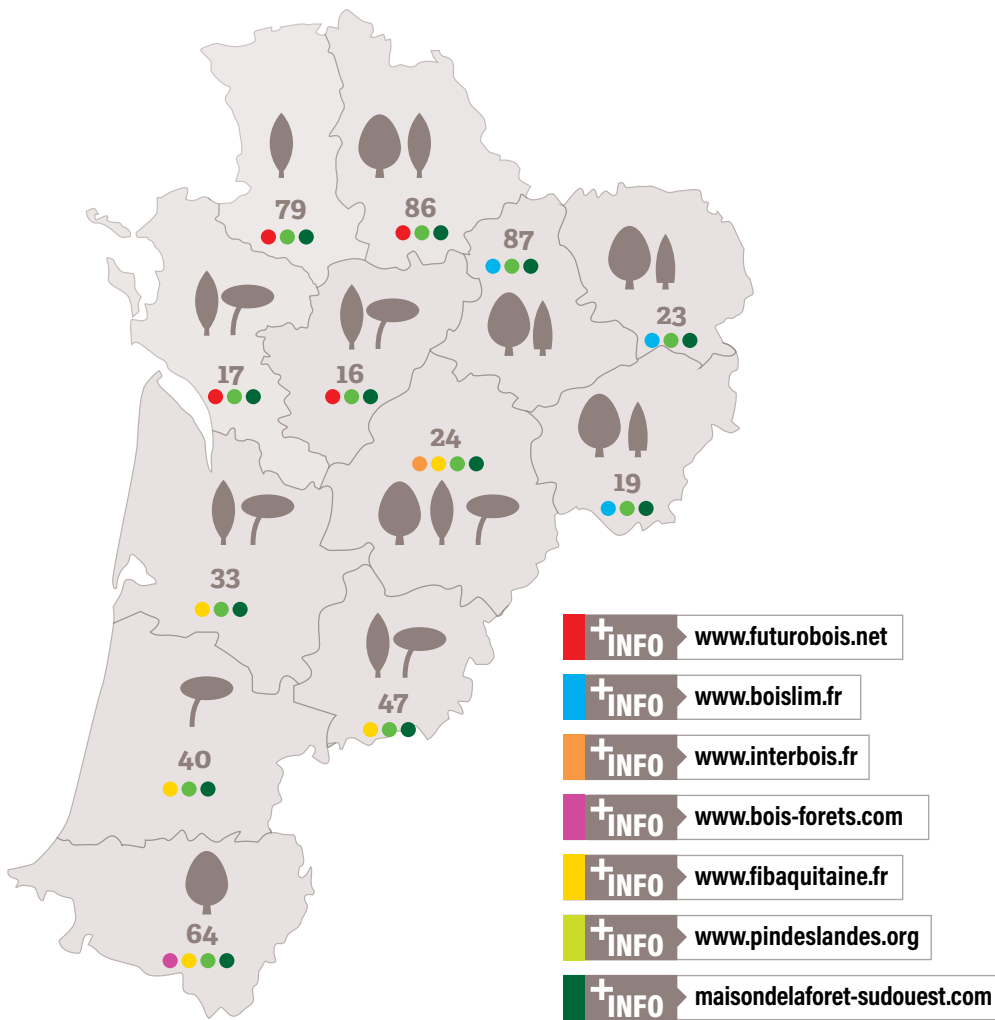 79
86
87
23
17
16
24
19
33
47
40
64
+INFO www.futurobois.net
+INFO www.boislim.fr
+INFO www.interbois.fr
+INFO www.bois-forets.com
+INFO www.fibaquitaine.fr
+INFO www.pindeslandes.org
+INFO maisondelaforet-sudouest.com